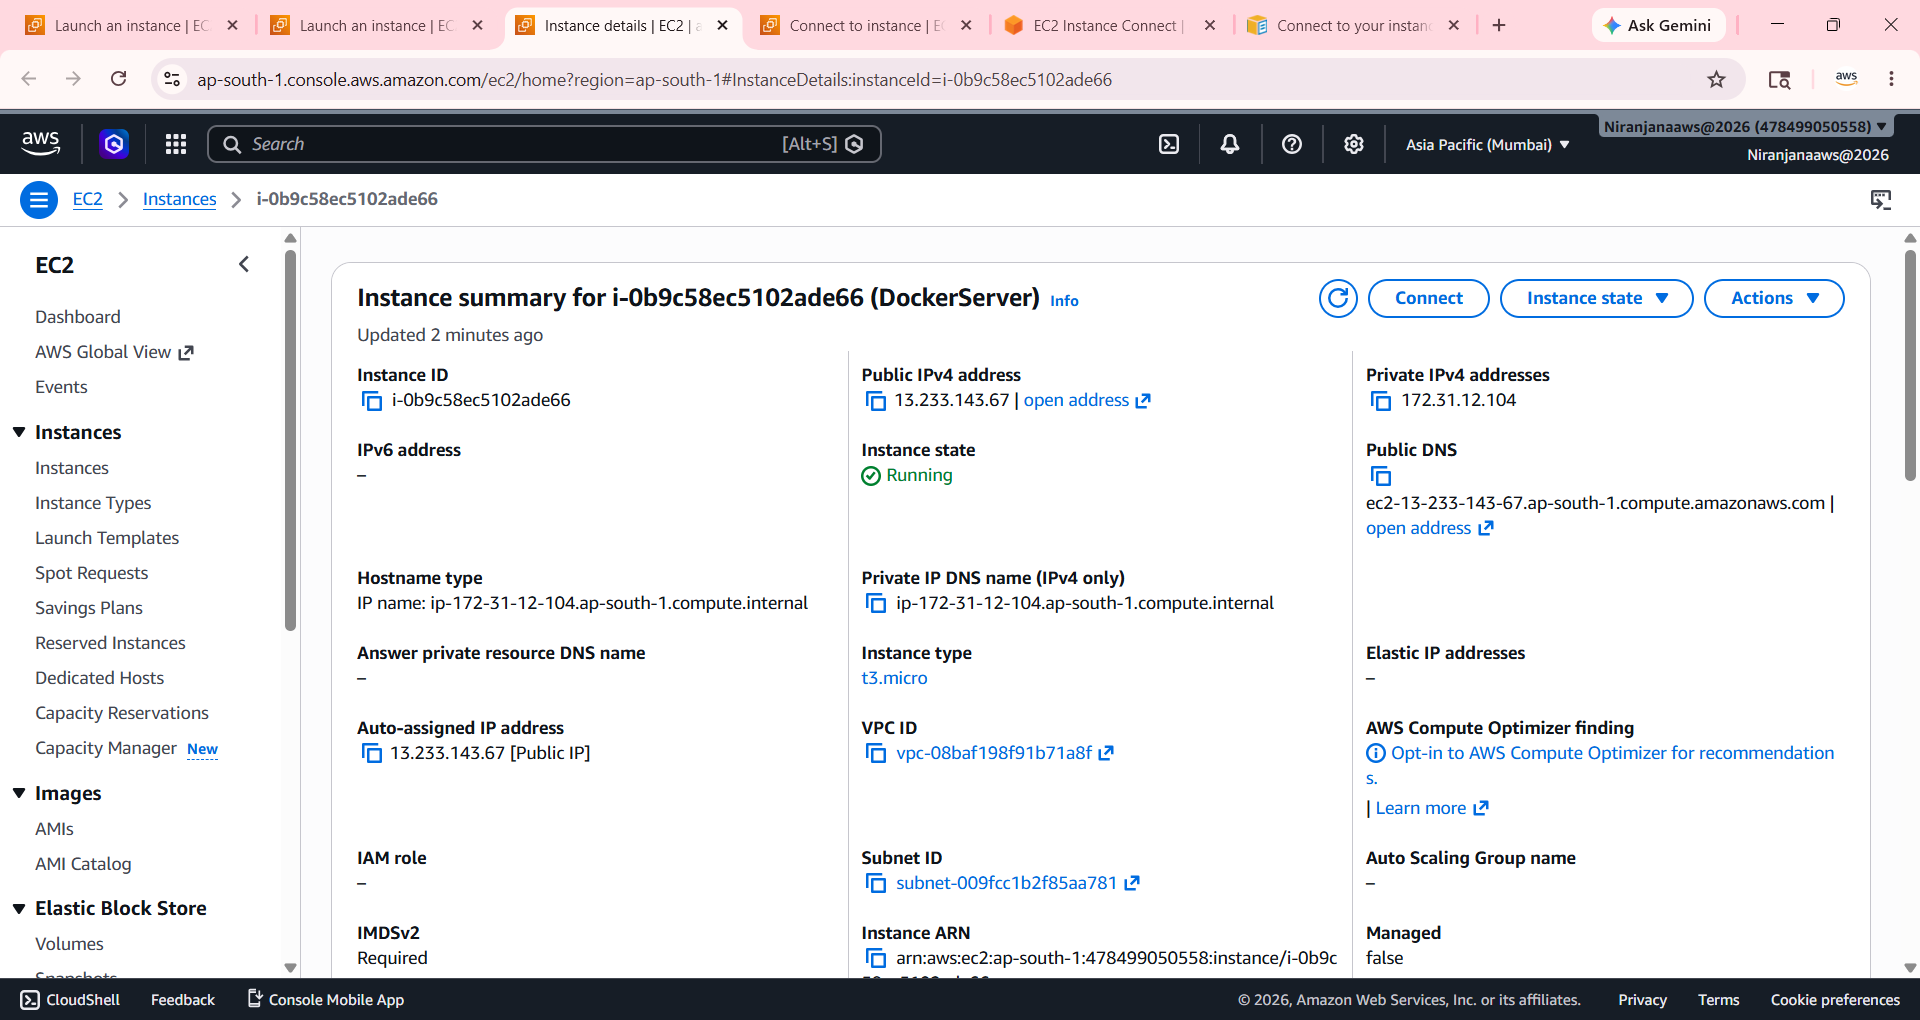 Launch an instance | EC
Launch an instance | EC
Instance details | EC2 | a
Connect to instance | E
EC2 Instance Connect |
Connect to your instan
Ask Gemini
ap-south-1.console.aws.amazon.com/ec2/home?region=ap-south-1#InstanceDetails:instanceId=i-0b9c58ec5102ade66
aws
aws
Search
[Alt+S]
Asia Pacific (Mumbai)
Niranjanaaws@2026 (478499050558)
Niranjanaaws@2026
EC2
Instances
i-0b9c58ec5102ade66
EC2
Dashboard
AWS Global View
Events
Instances
Instances
Instance Types
Launch Templates
Spot Requests
Savings Plans
Reserved Instances
Dedicated Hosts
Capacity Reservations
Capacity Manager New
Images
AMIs
AMI Catalog
Elastic Block Store
Volumes
Snapshots
Instance summary for i-0b9c58ec5102ade66 (DockerServer) Info
Updated 2 minutes ago
Connect
Instance state
Actions
Instance ID
i-0b9c58ec5102ade66
Public IPv4 address
13.233.143.67 | open address
Private IPv4 addresses
172.31.12.104
IPv6 address
–
Instance state
Running
Public DNS
ec2-13-233-143-67.ap-south-1.compute.amazonaws.com |
open address
Hostname type
IP name: ip-172-31-12-104.ap-south-1.compute.internal
Private IP DNS name (IPv4 only)
ip-172-31-12-104.ap-south-1.compute.internal
Answer private resource DNS name
–
Instance type
t3.micro
Elastic IP addresses
–
Auto-assigned IP address
13.233.143.67 [Public IP]
VPC ID
vpc-08baf198f91b71a8f
AWS Compute Optimizer finding
Opt-in to AWS Compute Optimizer for recommendation
s.
| Learn more
IAM role
–
Subnet ID
subnet-009fcc1b2f85aa781
Auto Scaling Group name
–
IMDSv2
Required
Instance ARN
arn:aws:ec2:ap-south-1:478499050558:instance/i-0b9c
Managed
false
CloudShell
Feedback
Console Mobile App
© 2026, Amazon Web Services, Inc. or its affiliates.
Privacy
Terms
Cookie preferences